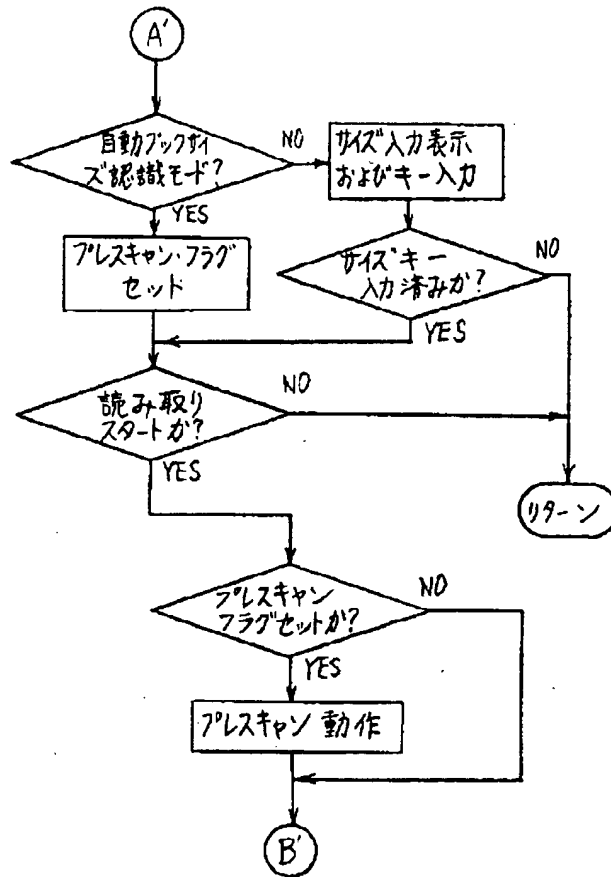 A'
自動ブックサイ
ズ認識モード?
NO
YES
サイズ入力表示
およびキー入力
プレスキャン・フラグ
セット
サイズキー
入力済みか?
NO
YES
読み取り
スタートか?
NO
YES
リターン
プレスキャン
フラグセットか?
NO
YES
プレスキャン動作
B'